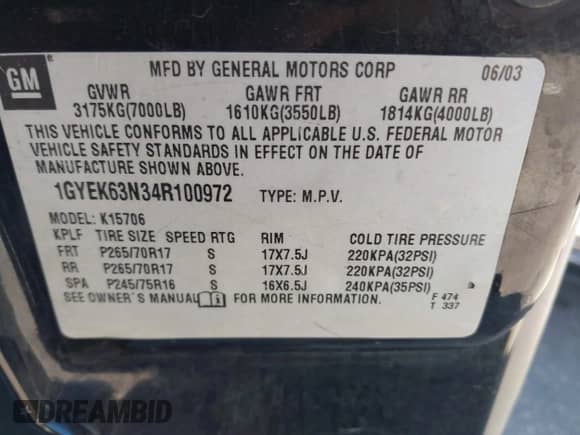 GM
MFD BY GENERAL MOTORS CORP 06/03
GVWR GAWR FRT GAWR RR
3175KG(7000LB) 1610KG(3550LB) 1814KG(4000LB)
THIS VEHICLE CONFORMS TO ALL APPLICABLE U.S. FEDERAL MOTOR
VEHICLE SAFETY STANDARDS IN EFFECT ON THE DATE OF
MANUFACTURE SHOWN ABOVE.
1GYEK63N34R100972 TYPE: M.P.V.
MODEL: K15706
KPLF TIRE SIZE SPEED RTG RIM COLD TIRE PRESSURE
FRT P265/70R17 S 17X7.5J 220KPA(32PSI)
RR P265/70R17 S 17X7.5J 220KPA(32PSI)
SPA P245/75R16 S 16X6.5J 240KPA(35PSI)
SEE OWNER'S MANUAL FOR MORE INFORMATION. F 474
T 337
DREAMBID